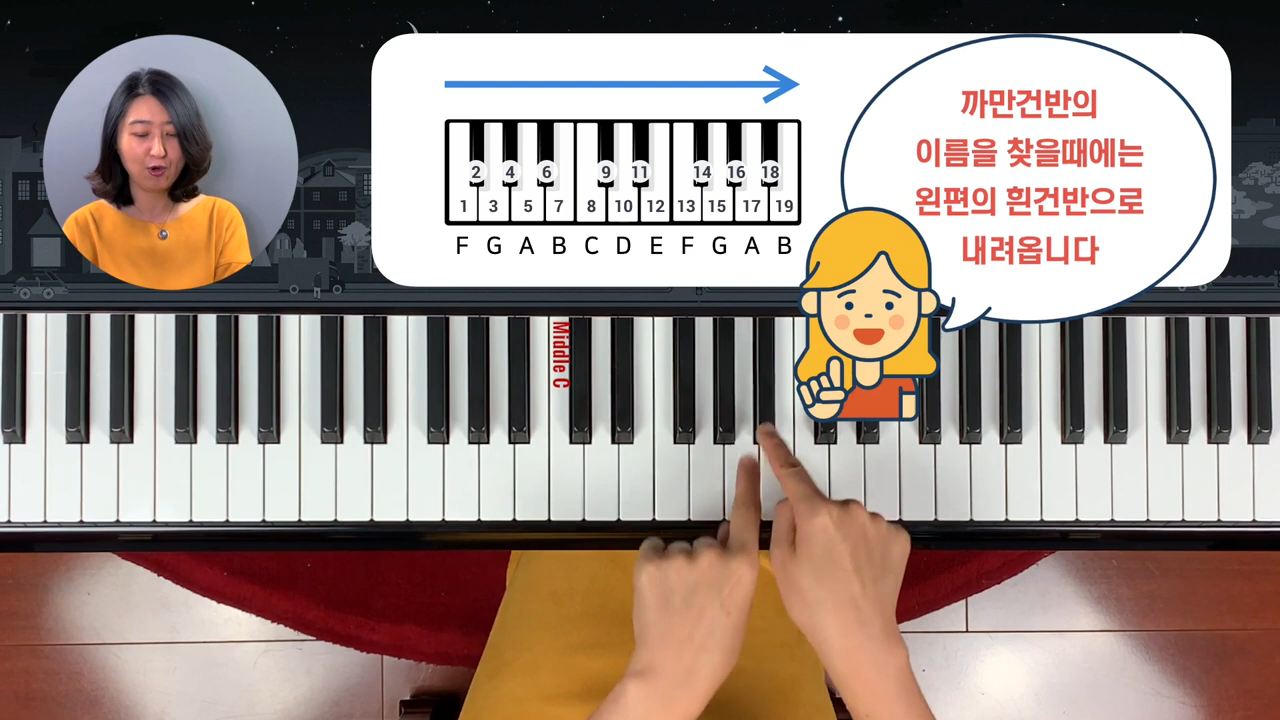 까만건반의
이름을 찾을때에는
왼편의 흰건반으로
내려옵니다
2 4 6 9 11 14 16 18
1 3 5 7 8 10 12 13 15 17 19
F G A B C D E F G A B
Middle C